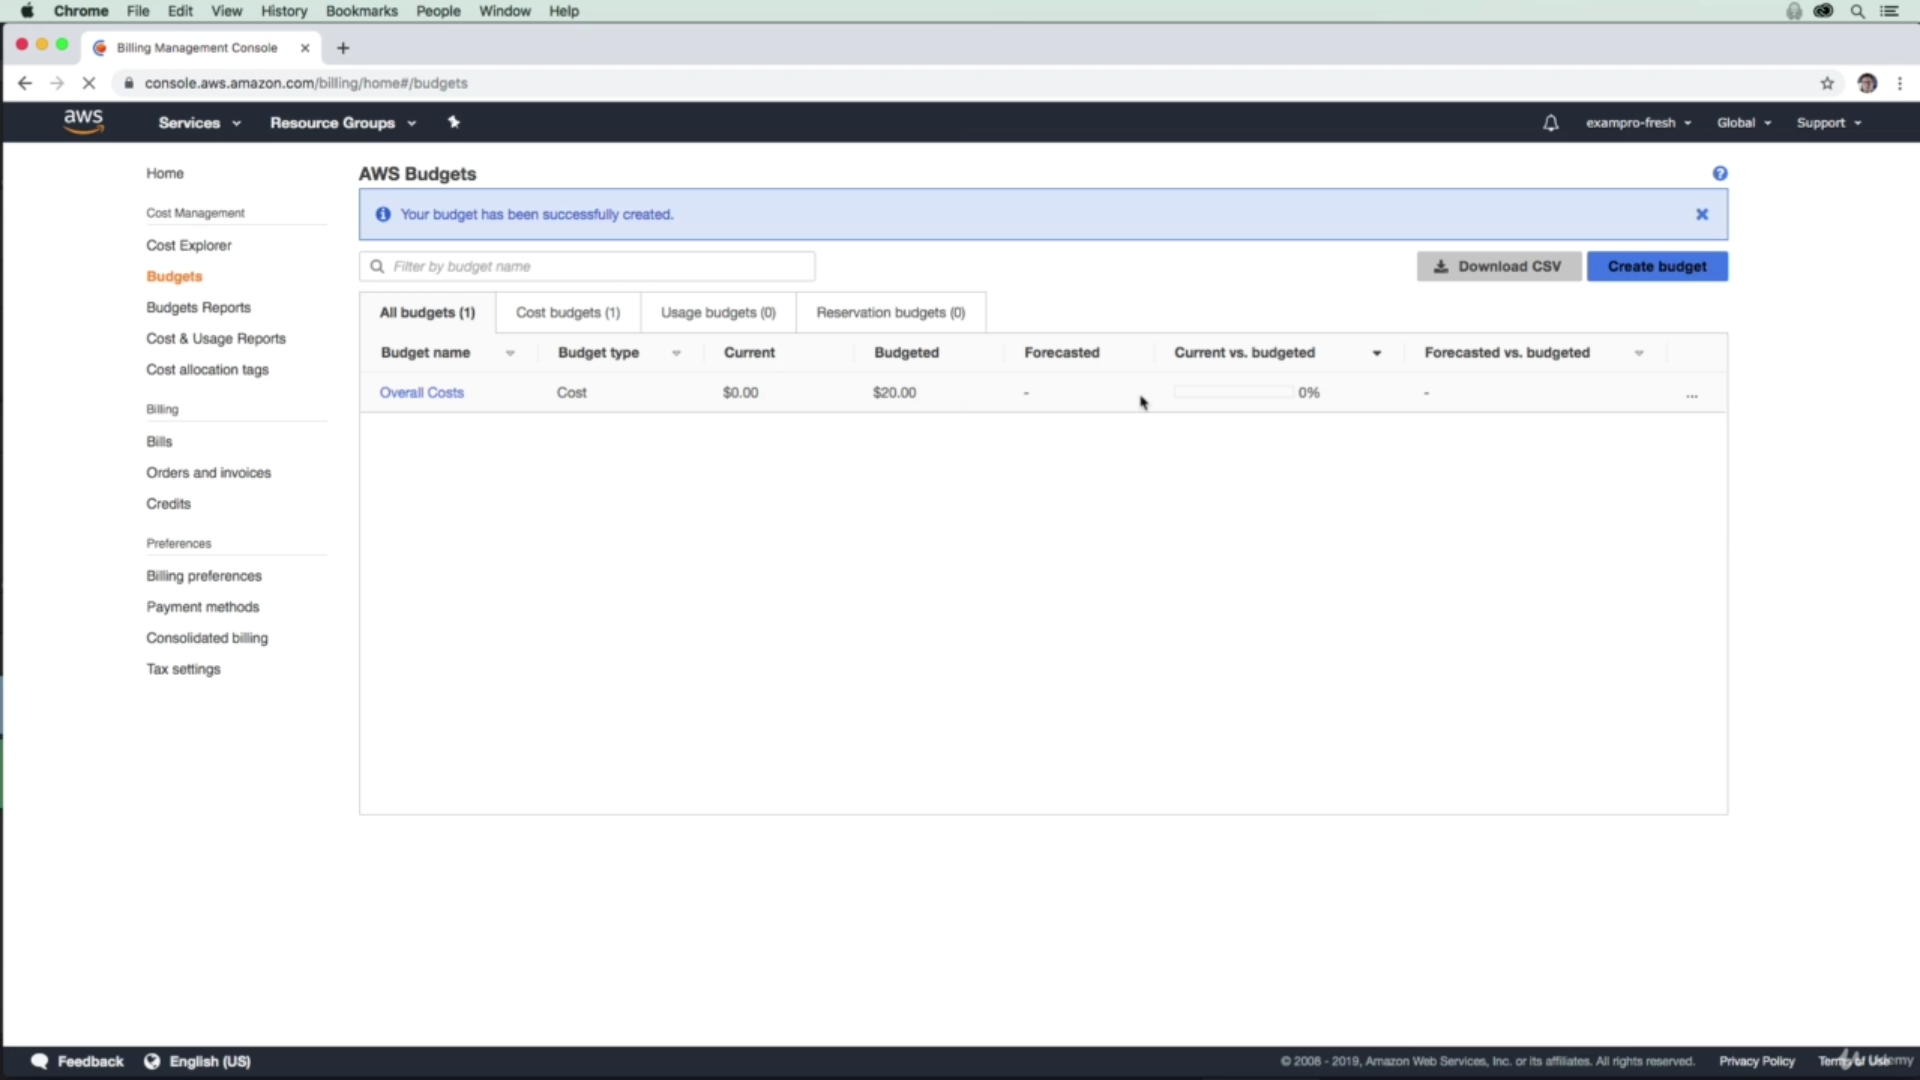 Chrome File Edit View History Bookmarks People Window Help
Billing Management Console
console.aws.amazon.com/billing/home#/budgets
aws Services Resource Groups exampro-fresh Global Support
Home
Cost Management
Cost Explorer
Budgets
Budgets Reports
Cost & Usage Reports
Cost allocation tags
Billing
Bills
Orders and invoices
Credits
Preferences
Billing preferences
Payment methods
Consolidated billing
Tax settings
AWS Budgets
Your budget has been successfully created.
Filter by budget name
Download CSV Create budget
All budgets (1) Cost budgets (1) Usage budgets (0) Reservation budgets (0)
Budget name Budget type Current Budgeted Forecasted Current vs. budgeted Forecasted vs. budgeted
Overall Costs Cost $0.00 $20.00 - 0% - ...
Feedback English (US) © 2008 - 2019, Amazon Web Services, Inc. or its affiliates. All rights reserved. Privacy Policy Terms of Use